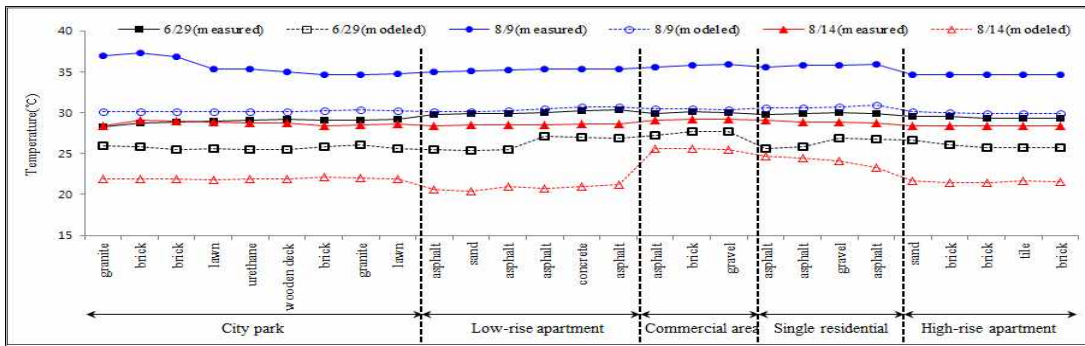 6/29(measured) 6/29(modeled) 8/9(measured) 8/9(modeled) 8/14(measured) 8/14(modeled)
Temperature(℃)
40
35
30
25
20
15
granite
brick
brick
lawn
urethane
wooden deck
brick
granite
lawn
asphalt
sand
asphalt
asphalt
concrete
asphalt
asphalt
brick
gravel
asphalt
asphalt
gravel
asphalt
sand
brick
brick
tile
brick
City park Low-rise apartment Commercial area Single residential High-rise apartment